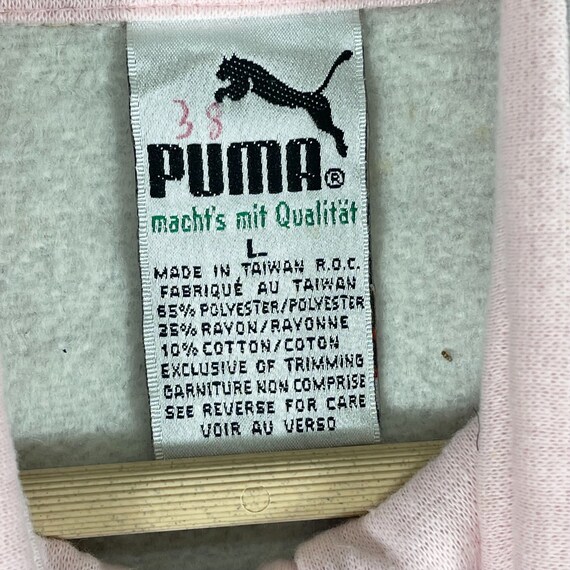 38
PUMA®
macht's mit Qualität
L
MADE IN TAIWAN R.O.C.
FABRIQUÉ AU TAIWAN
65% POLYESTER/POLYESTER
25% RAYON/RAYONNE
10% COTTON/COTON
EXCLUSIVE OF TRIMMING
GARNITURE NON COMPRISE
SEE REVERSE FOR CARE
VOIR AU VERSO